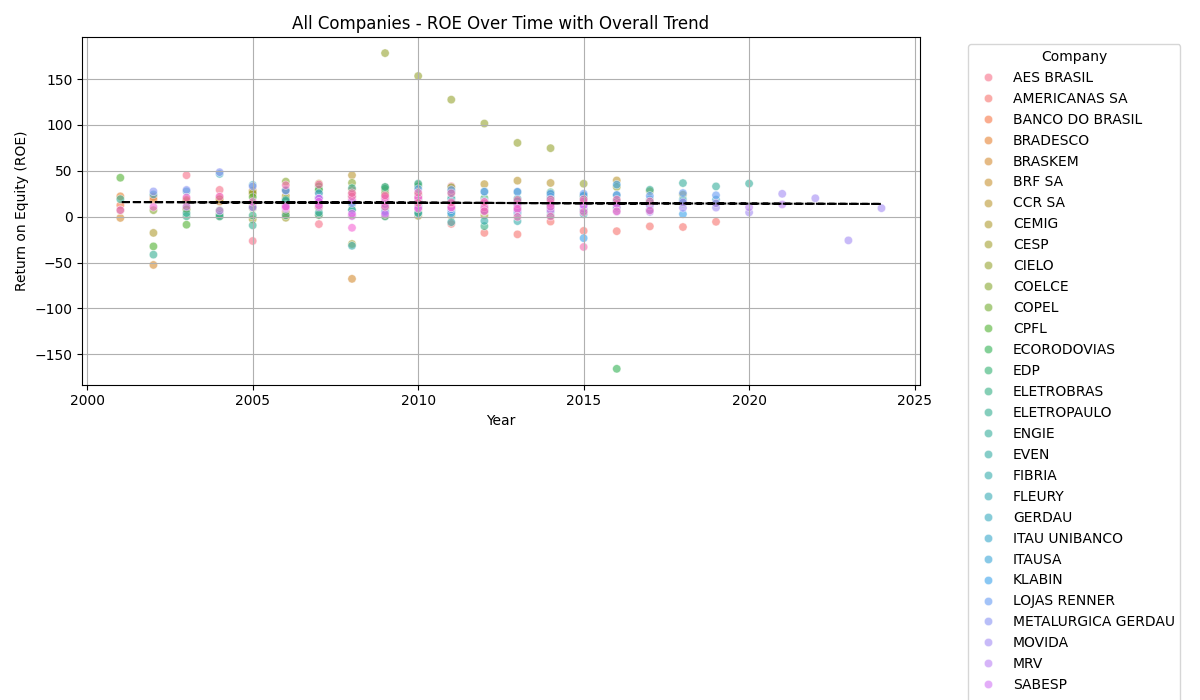 All Companies - ROE Over Time with Overall Trend
Return on Equity (ROE)
150
100
50
0
−50
−100
−150
2000
2005
2010
2015
2020
2025
Year
Company
AES BRASIL
AMERICANAS SA
BANCO DO BRASIL
BRADESCO
BRASKEM
BRF SA
CCR SA
CEMIG
CESP
CIELO
COELCE
COPEL
CPFL
ECORODOVIAS
EDP
ELETROBRAS
ELETROPAULO
ENGIE
EVEN
FIBRIA
FLEURY
GERDAU
ITAU UNIBANCO
ITAUSA
KLABIN
LOJAS RENNER
METALURGICA GERDAU
MOVIDA
MRV
SABESP